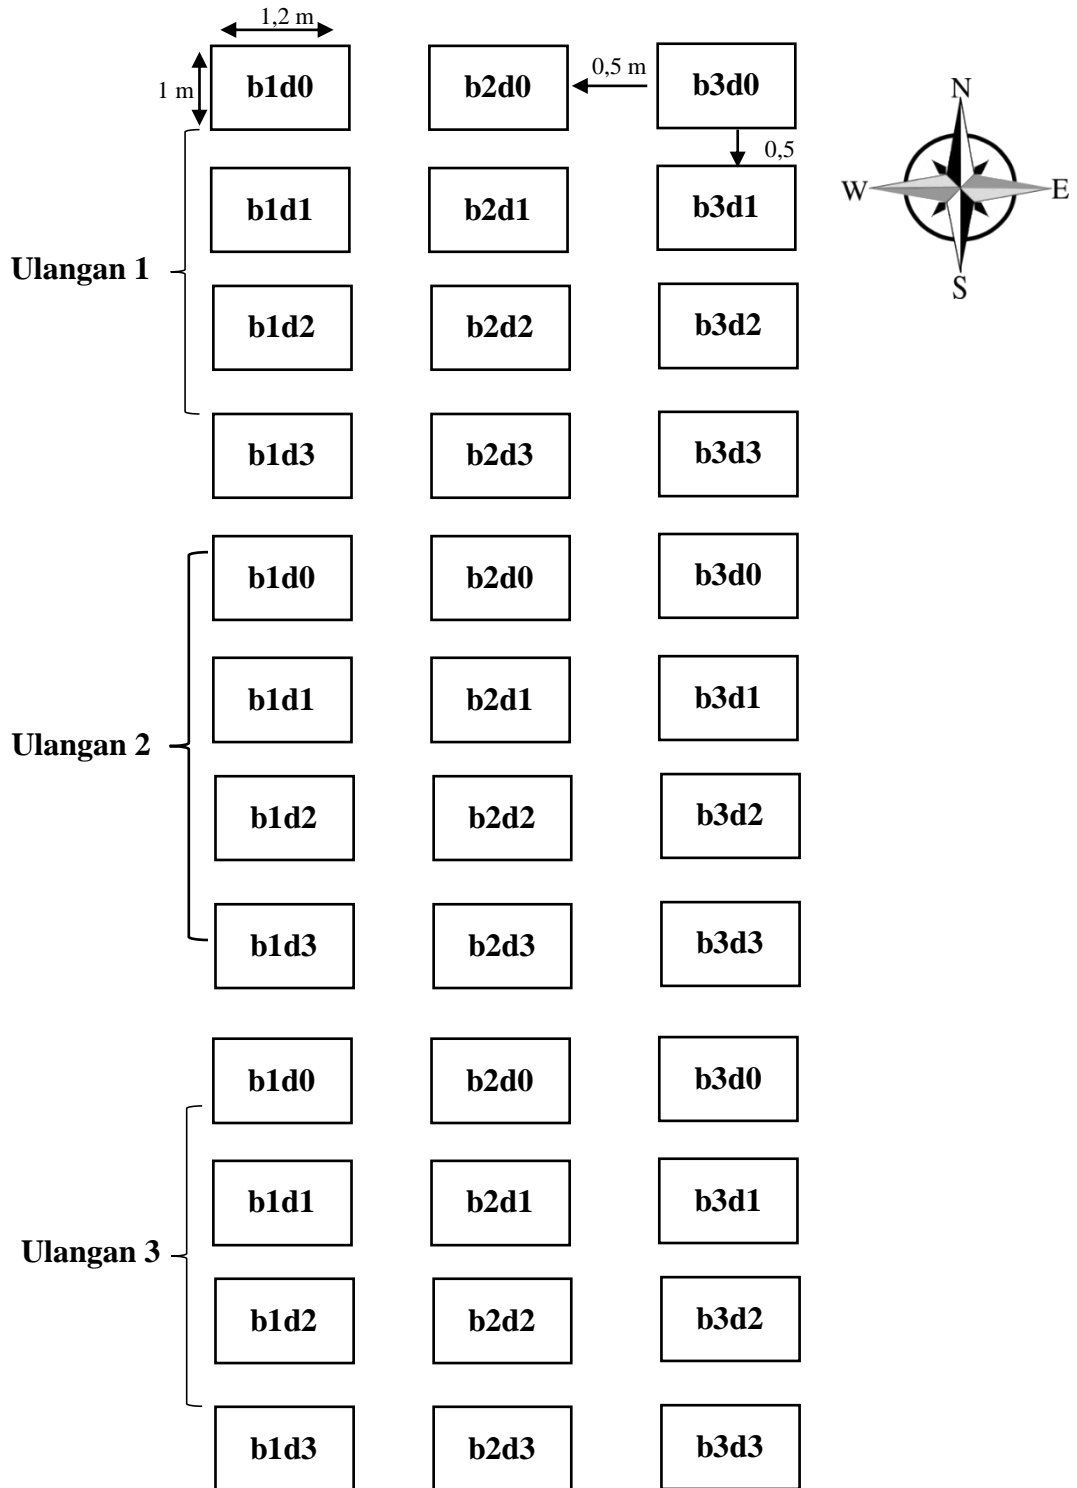 1,2 m
1 m
b1d0 b2d0 0,5 m b3d0
0,5
b1d1 b2d1 b3d1
Ulangan 1
b1d2 b2d2 b3d2
b1d3 b2d3 b3d3
b1d0 b2d0 b3d0
b1d1 b2d1 b3d1
Ulangan 2
b1d2 b2d2 b3d2
b1d3 b2d3 b3d3
b1d0 b2d0 b3d0
b1d1 b2d1 b3d1
Ulangan 3
b1d2 b2d2 b3d2
b1d3 b2d3 b3d3
N
W E
S